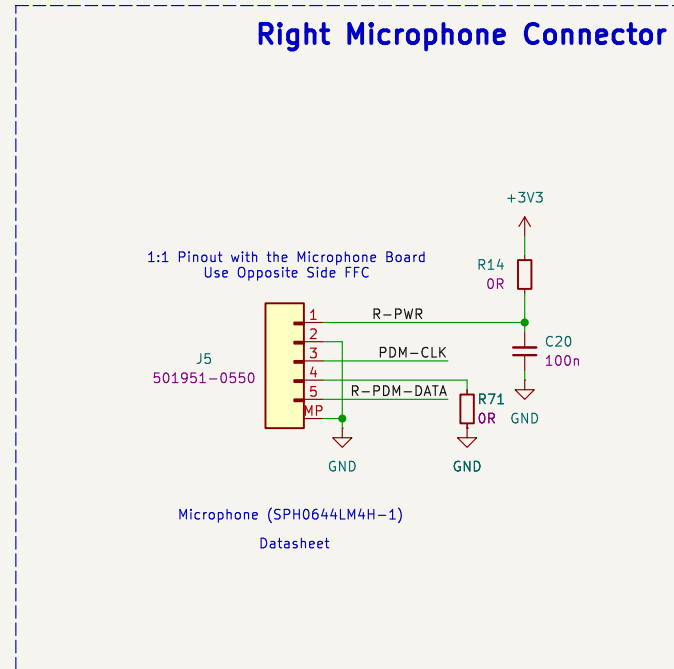 Right Microphone Connector
+3V3
1:1 Pinout with the Microphone Board
Use Opposite Side FFC
R14
0R
1
R-PWR
2
C20
3
PDM-CLK
100n
J5
4
501951-0550
5
R-PDM-DATA
R71
MP
0R
GND
GND
GND
Microphone (SPH0644LM4H-1)
Datasheet